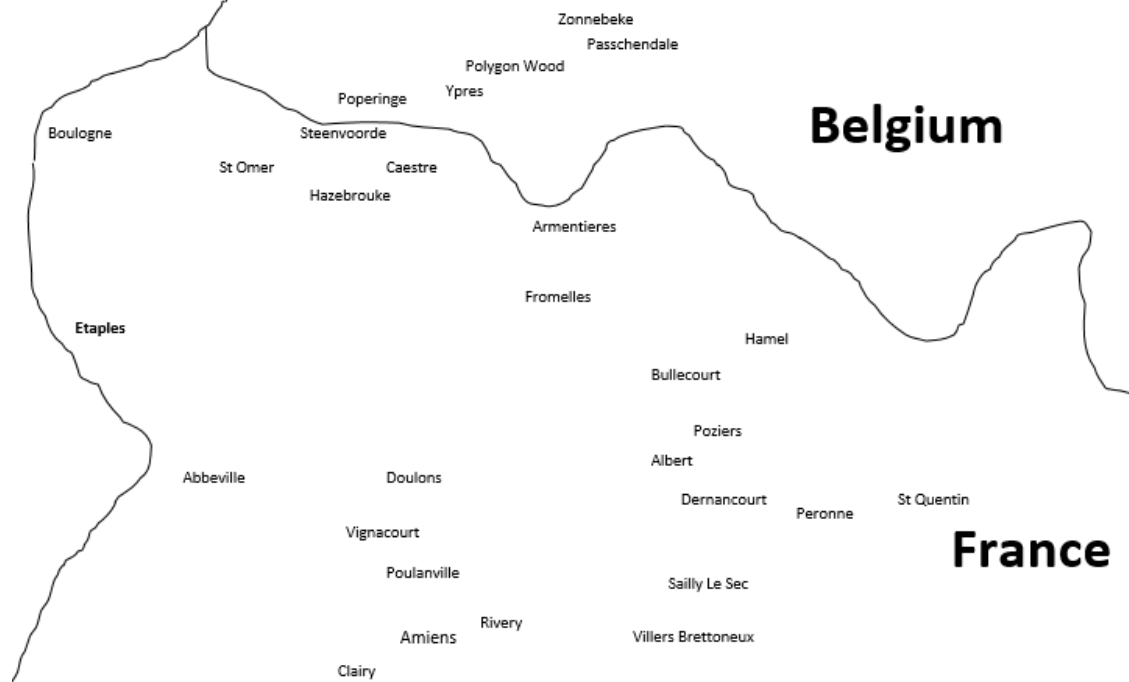 Zonnebeke
Passchendale
Polygon Wood
Ypres
Poperinge
Belgium
Boulogne
Steenvoorde
St Omer
Caestre
Hazebrouke
Armentieres
Fromelles
Etaples
Hamel
Bullecourt
Poziers
Albert
Abbeville
Doulons
Dernancourt
St Quentin
Peronne
Vignacourt
France
Poulanville
Sailly Le Sec
Rivery
Amiens
Villers Brettoneux
Clairy